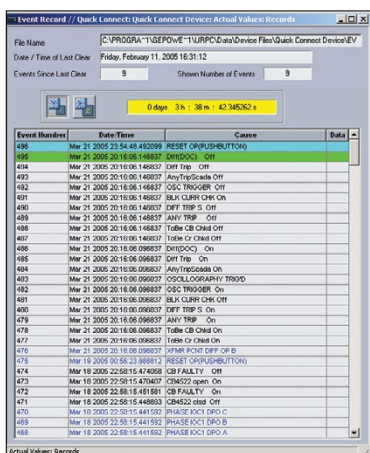 Event Record // Quick Connect: Quick Connect Device: Actual Values: Records
File Name C:\PROGRA~1\GEPOWE~1\URPC\Data\Device Files\Quick Connect Device\EV
Date / Time of Last Clear Friday, February 11, 2005 16:31:12
Events Since Last Clear 9 Shown Number of Events 9
0 days 3 h : 38 m : 42.345262 s
Event Number Date/Time Cause Data
496 Mar 21 2005 23:54:48.492099 RESET OP(PUSHBUTTON)
495 Mar 21 2005 20:16:06.146837 Diff(DOC) Off
494 Mar 21 2005 20:16:06.146837 Diff Trip Off
493 Mar 21 2005 20:16:06.146837 AnyTripScada Off
492 Mar 21 2005 20:16:06.146837 OSC TRIGGER Off
491 Mar 21 2005 20:16:06.146837 BLK CURR CHK On
490 Mar 21 2005 20:16:06.146837 DIFF TRIP S Off
489 Mar 21 2005 20:16:06.146837 ANY TRIP Off
488 Mar 21 2005 20:16:06.146837 ToBe CB Chkd Off
487 Mar 21 2005 20:16:06.146837 ToBe Cr Chkd Off
486 Mar 21 2005 20:16:06.096837 Diff(DOC) On
485 Mar 21 2005 20:16:06.096837 Diff Trip On
484 Mar 21 2005 20:16:06.096837 AnyTripScada On
483 Mar 21 2005 20:16:06.096837 OSCILLOGRAPHY TRIG'D
482 Mar 21 2005 20:16:06.096837 OSC TRIGGER On
481 Mar 21 2005 20:16:06.096837 BLK CURR CHK Off
480 Mar 21 2005 20:16:06.096837 DIFF TRIP S On
479 Mar 21 2005 20:16:06.096837 ANY TRIP On
478 Mar 21 2005 20:16:06.096837 ToBe CB Chkd On
477 Mar 21 2005 20:16:06.096837 ToBe Cr Chkd On
476 Mar 21 2005 20:16:06.096837 XFMR PCNT DIFF OP B
475 Mar 19 2005 00:56:23.988812 RESET OP(PUSHBUTTON)
474 Mar 18 2005 22:58:15.474058 CB FAULTY Off
473 Mar 18 2005 22:58:15.470407 CB4522 open On
472 Mar 18 2005 22:58:15.451581 CB FAULTY On
471 Mar 18 2005 22:58:15.448893 CB4522 clsd Off
470 Mar 18 2005 22:58:15.441592 PHASE IOC1 DPO C
469 Mar 18 2005 22:58:15.441592 PHASE IOC1 DPO B
468 Mar 18 2005 22:58:15.441592 PHASE IOC1 DPO A
Actual Values: Records